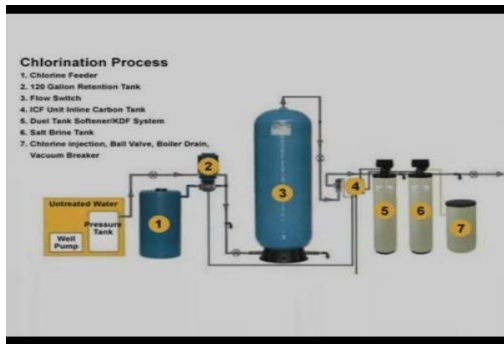 Chlorination Process
1. Chlorine Feeder
2. 120 Gallon Retention Tank
3. Flow Switch
4. ICF Unit Inline Carbon Tank
5. Duel Tank Softener/KDF System
6. Salt Brine Tank
7. Chlorine injection, Ball Valve, Boiler Drain,
Vacuum Breaker
Untreated Water
Pressure
Tank
Well
Pump
1
2
3
4
5
6
7